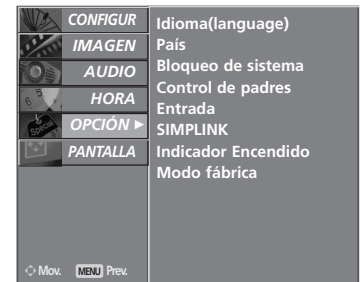 CONFIGUR
IMAGEN
AUDIO
HORA
OPCIÓN ►
PANTALLA
Idioma(language)
País
Bloqueo de sistema
Control de padres
Entrada
SIMPLINK
Indicador Encendido
Modo fábrica
Mov. MENU Prev.